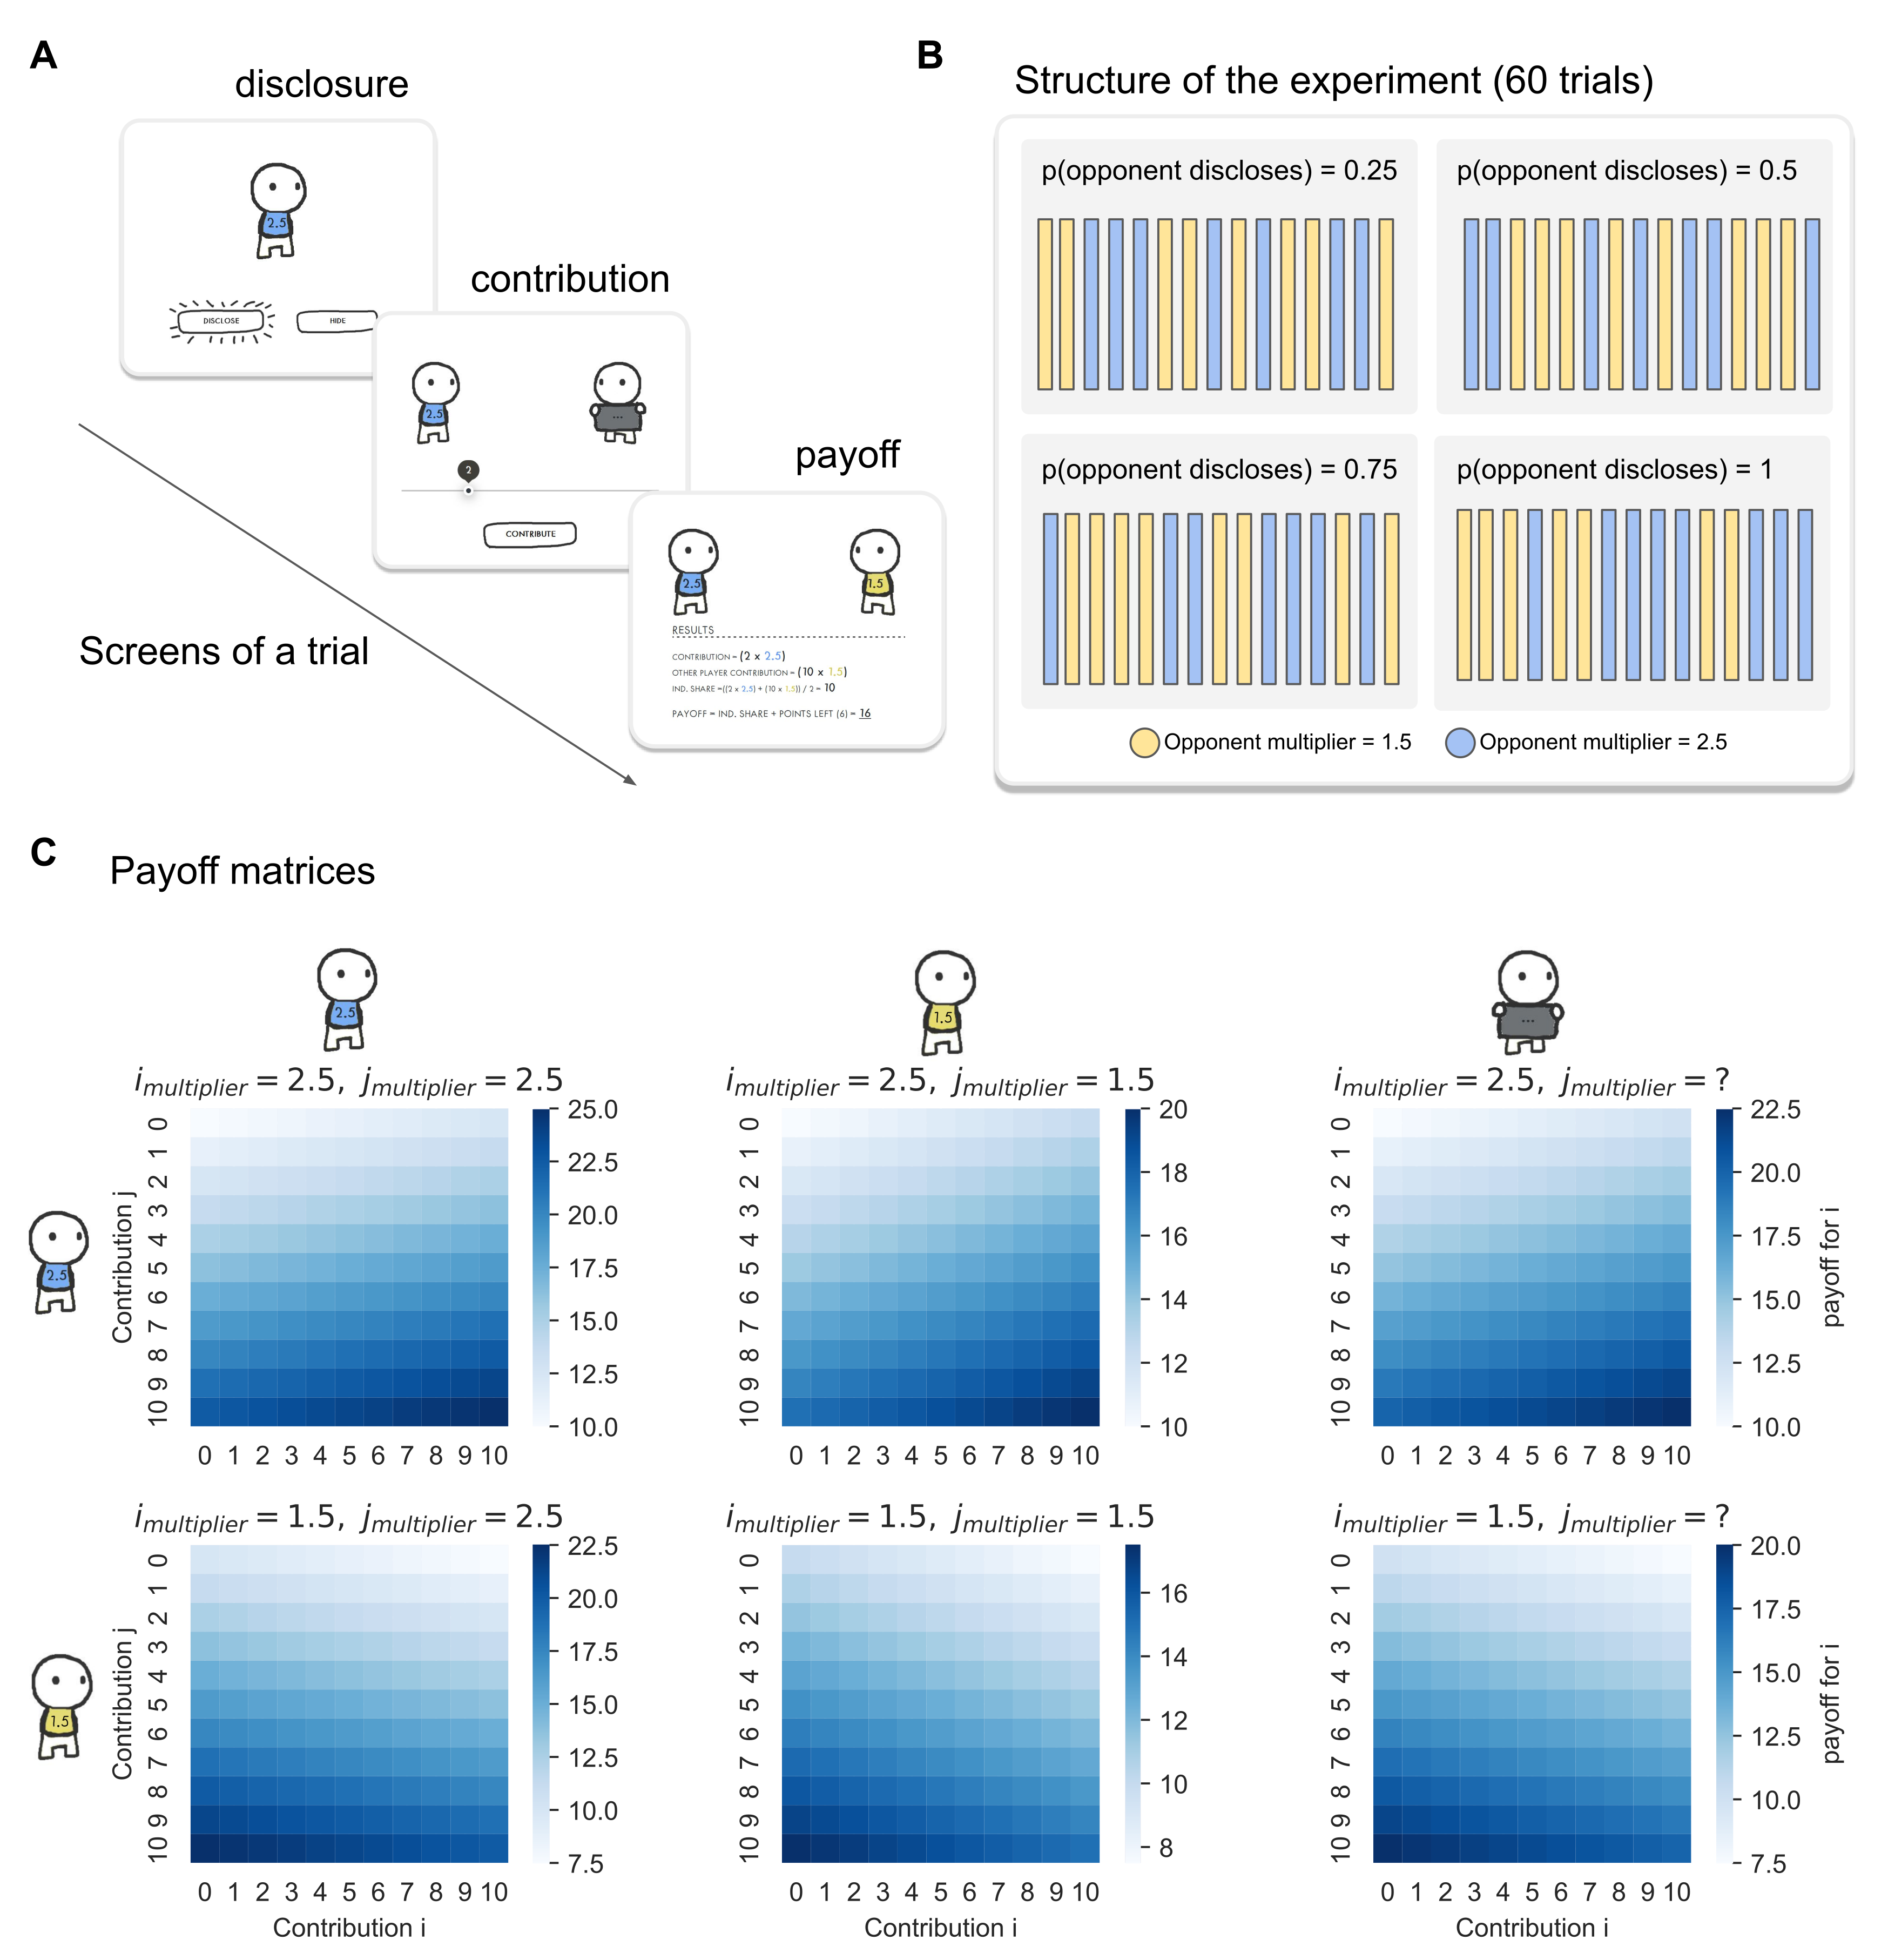 A
disclosure
2.5
DISCLOSE
HIDE
contribution
2.5
...
2
CONTRIBUTE
payoff
2.5
1.5
RESULTS
CONTRIBUTION = (2 x 2.5)
OTHER PLAYER CONTRIBUTION = (10 x 1.5)
IND. SHARE =((2 x 2.5) + (10 x 1.5)) / 2 = 10
PAYOFF = IND. SHARE + POINTS LEFT (6) = 16
Screens of a trial
B
Structure of the experiment (60 trials)
p(opponent discloses) = 0.25
p(opponent discloses) = 0.5
p(opponent discloses) = 0.75
p(opponent discloses) = 1
Opponent multiplier = 1.5
Opponent multiplier = 2.5
C
Payoff matrices
2.5
1.5
...
2.5
i multiplier = 2.5, j multiplier = 2.5
Contribution j
0 1 2 3 4 5 6 7 8 9 10
0 1 2 3 4 5 6 7 8 9 10
25.0
22.5
20.0
17.5
15.0
12.5
10.0
i multiplier = 2.5, j multiplier = 1.5
0 1 2 3 4 5 6 7 8 9 10
0 1 2 3 4 5 6 7 8 9 10
20
18
16
14
12
10
i multiplier = 2.5, j multiplier = ?
0 1 2 3 4 5 6 7 8 9 10
0 1 2 3 4 5 6 7 8 9 10
22.5
20.0
17.5
15.0
12.5
10.0
payoff for i
1.5
i multiplier = 1.5, j multiplier = 2.5
Contribution j
0 1 2 3 4 5 6 7 8 9 10
0 1 2 3 4 5 6 7 8 9 10
Contribution i
22.5
20.0
17.5
15.0
12.5
10.0
7.5
i multiplier = 1.5, j multiplier = 1.5
0 1 2 3 4 5 6 7 8 9 10
0 1 2 3 4 5 6 7 8 9 10
Contribution i
16
14
12
10
8
i multiplier = 1.5, j multiplier = ?
0 1 2 3 4 5 6 7 8 9 10
0 1 2 3 4 5 6 7 8 9 10
Contribution i
20.0
17.5
15.0
12.5
10.0
7.5
payoff for i